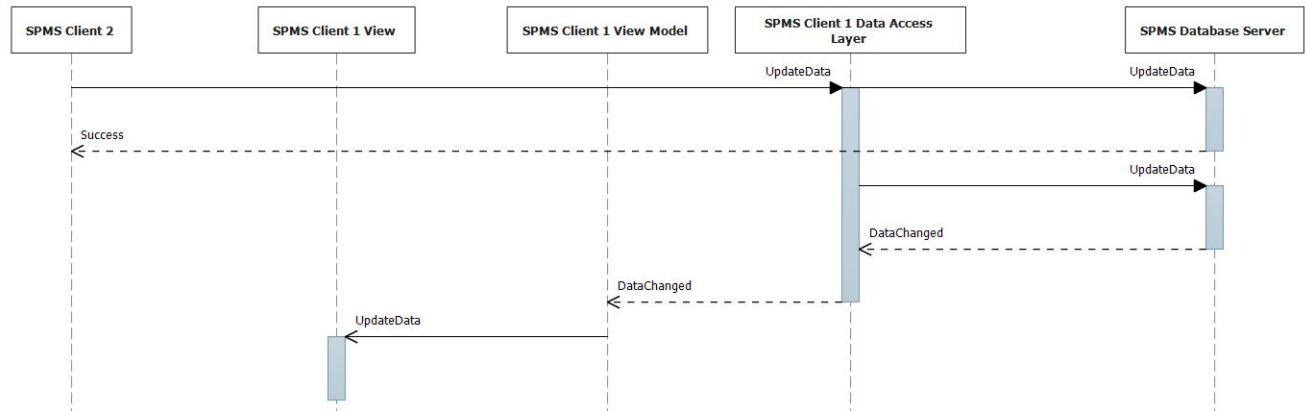 SPMS Client 2
SPMS Client 1 View
SPMS Client 1 View Model
SPMS Client 1 Data Access
Layer
SPMS Database Server
UpdateData
UpdateData
Success
UpdateData
DataChanged
DataChanged
UpdateData